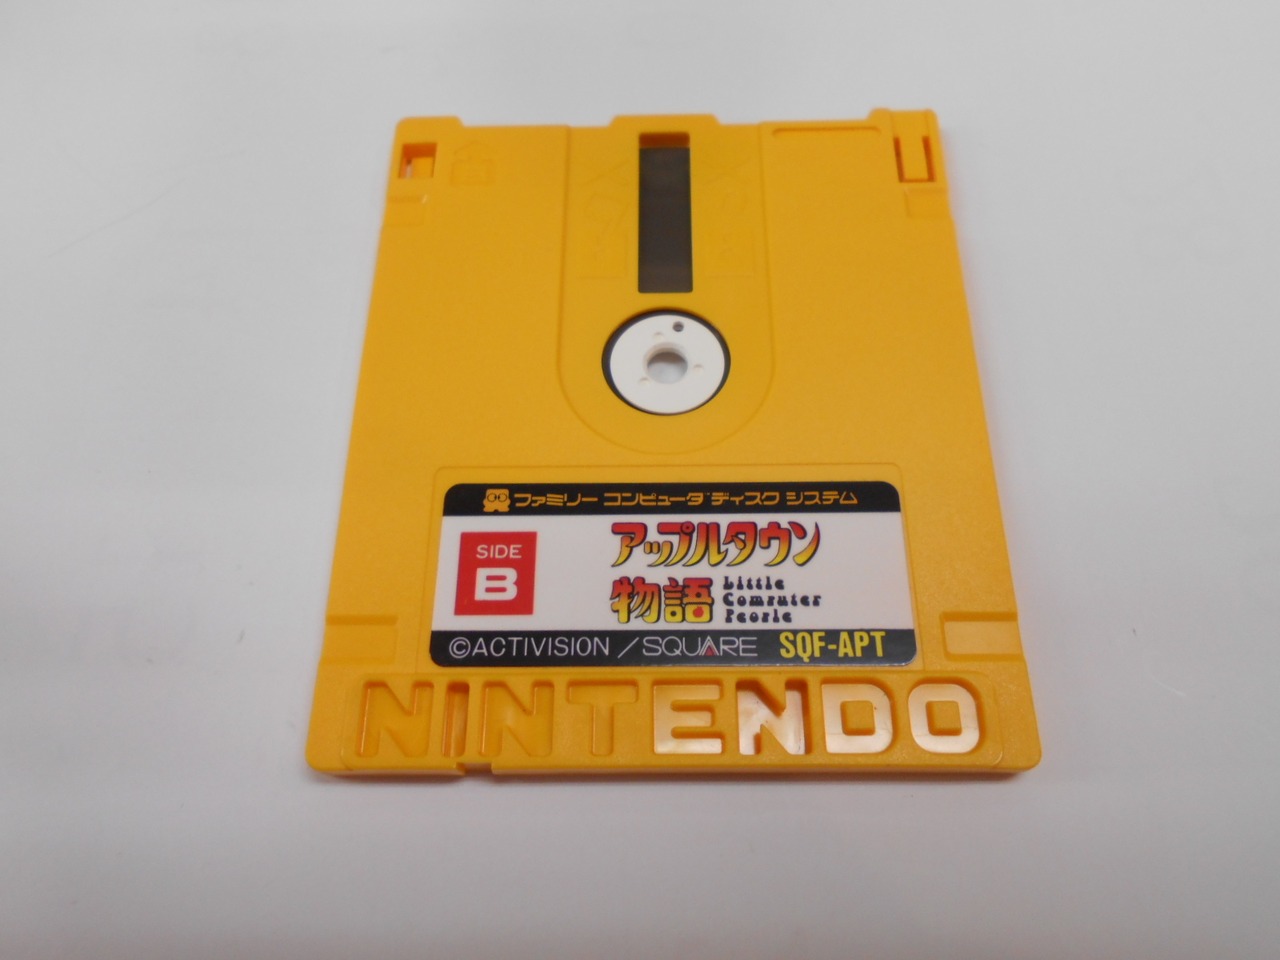 ファミリー コンピュータ ディスク システム
SIDE
B
アップルタウン
物語
Little
Computer
People
©ACTIVISION / SQUARE SQF-APT
NINTENDO